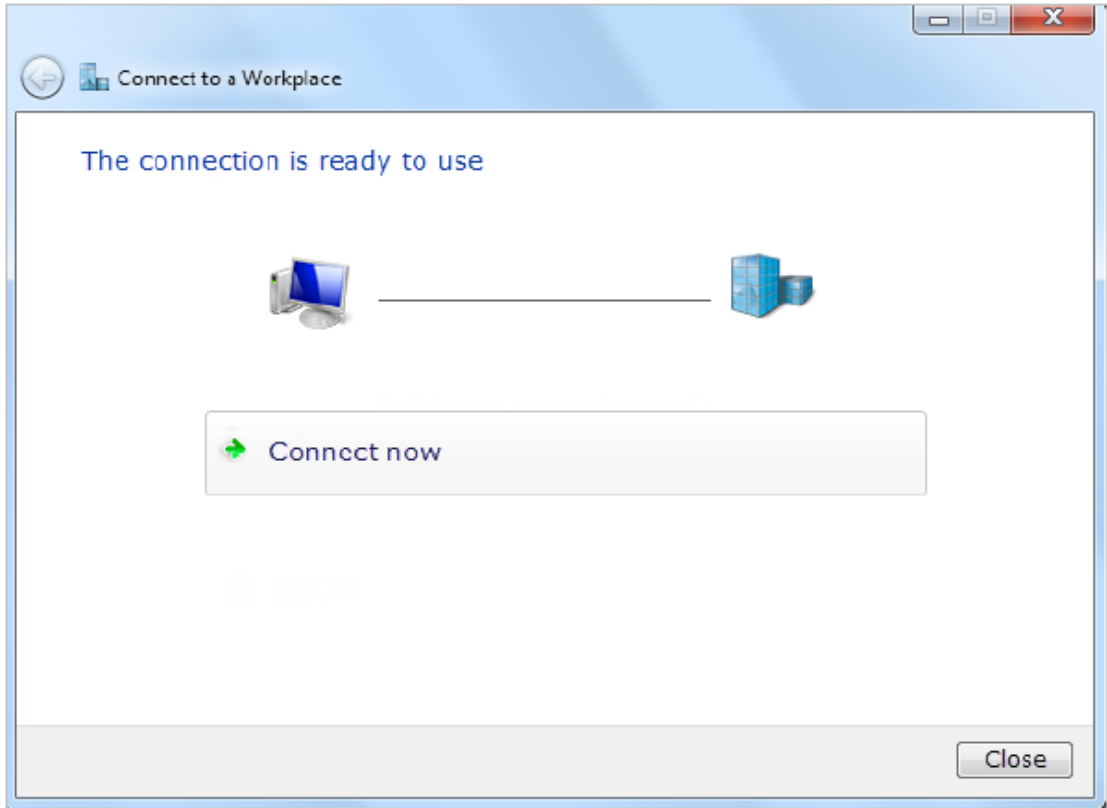 Connect to a Workplace
The connection is ready to use
Connect now
Close